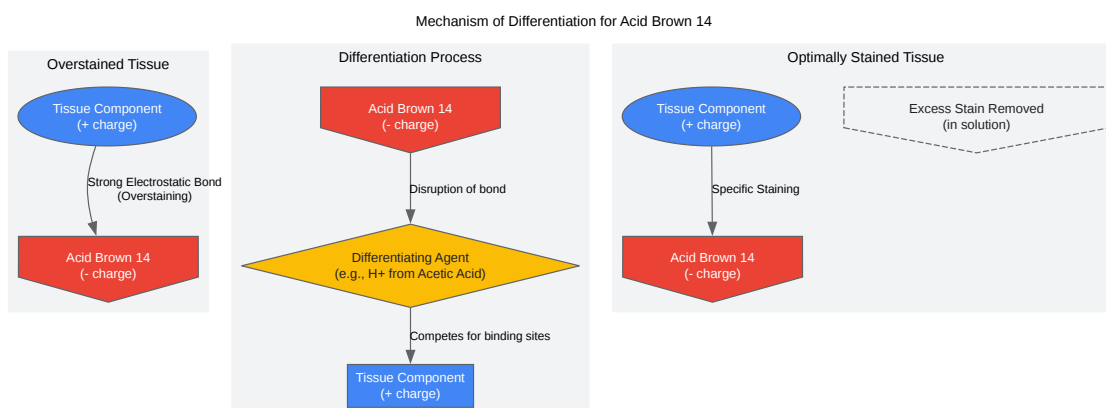 Mechanism of Differentiation for Acid Brown 14
Overstained Tissue
Tissue Component
(+ charge)
Strong Electrostatic Bond
(Overstaining)
Acid Brown 14
(- charge)
Differentiation Process
Acid Brown 14
(- charge)
Disruption of bond
Differentiating Agent
(e.g., H+ from Acetic Acid)
Competes for binding sites
Tissue Component
(+ charge)
Optimally Stained Tissue
Tissue Component
(+ charge)
Specific Staining
Acid Brown 14
(- charge)
Excess Stain Removed
(in solution)